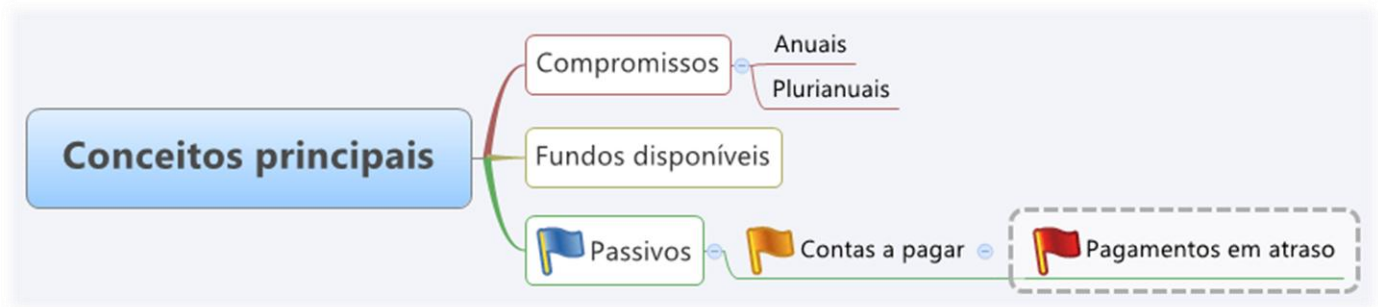 Conceitos principais
Compromissos
Anuais
Plurianuais
Fundos disponíveis
Passivos
Contas a pagar
Pagamentos em atraso